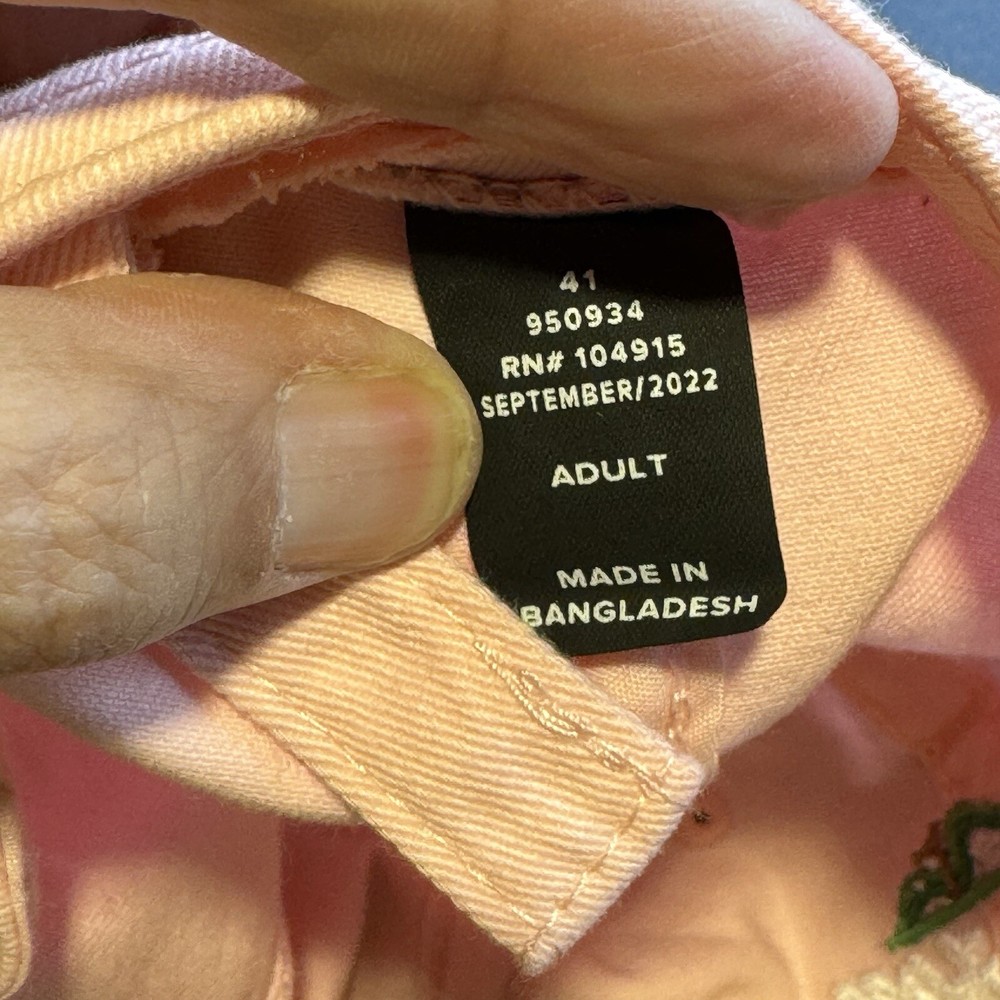 41
950934
RN# 104915
SEPTEMBER/2022
ADULT
MADE IN
BANGLADESH